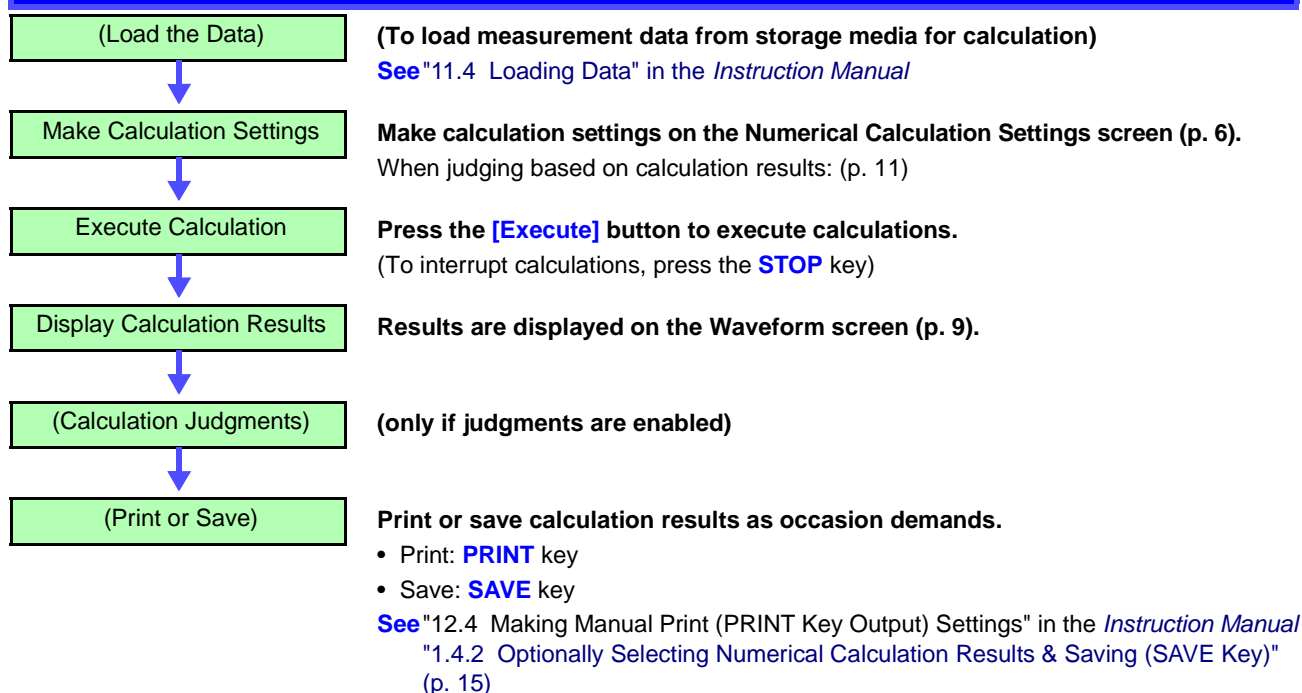 (Load the Data)
(To load measurement data from storage media for calculation)
See "11.4 Loading Data" in the Instruction Manual
Make Calculation Settings
Make calculation settings on the Numerical Calculation Settings screen (p. 6).
When judging based on calculation results: (p. 11)
Execute Calculation
Press the [Execute] button to execute calculations.
(To interrupt calculations, press the STOP key)
Display Calculation Results
Results are displayed on the Waveform screen (p. 9).
(Calculation Judgments)
(only if judgments are enabled)
(Print or Save)
Print or save calculation results as occasion demands.
• Print: PRINT key
• Save: SAVE key
See "12.4 Making Manual Print (PRINT Key Output) Settings" in the Instruction Manual
"1.4.2 Optionally Selecting Numerical Calculation Results & Saving (SAVE Key)"
(p. 15)